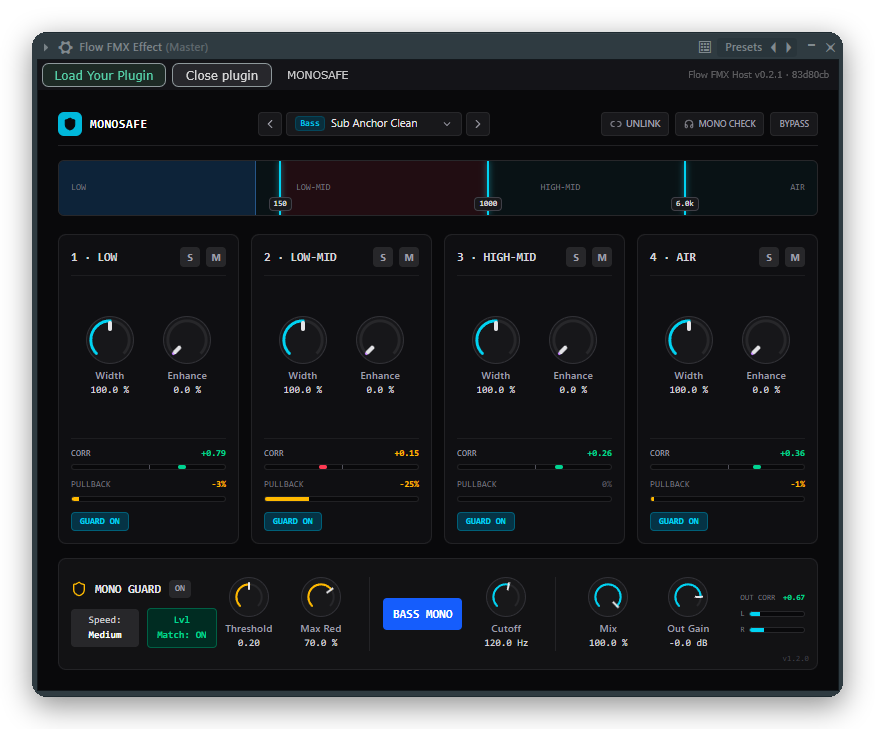 Flow FMX Effect (Master) Presets
Load Your Plugin Close plugin MONOSAFE Flow FMX Host v0.2.1 · 83d80cb
MONOSAFE Bass Sub Anchor Clean UNLINK MONO CHECK BYPASS
LOW LOW-MID HIGH-MID AIR
150 1000 6.0k
1 · LOW S M
Width Enhance
100.0 % 0.0 %
CORR +0.79
PULLBACK -3%
GUARD ON
2 · LOW-MID S M
Width Enhance
100.0 % 0.0 %
CORR +0.15
PULLBACK -25%
GUARD ON
3 · HIGH-MID S M
Width Enhance
100.0 % 0.0 %
CORR +0.26
PULLBACK 0%
GUARD ON
4 · AIR S M
Width Enhance
100.0 % 0.0 %
CORR +0.36
PULLBACK -1%
GUARD ON
MONO GUARD ON
Speed:
Medium
Lvl
Match: ON
Threshold
0.20
Max Red
70.0 %
BASS MONO
Cutoff
120.0 Hz
Mix
100.0 %
Out Gain
-0.0 dB
OUT CORR +0.67
L
R
v1.2.0